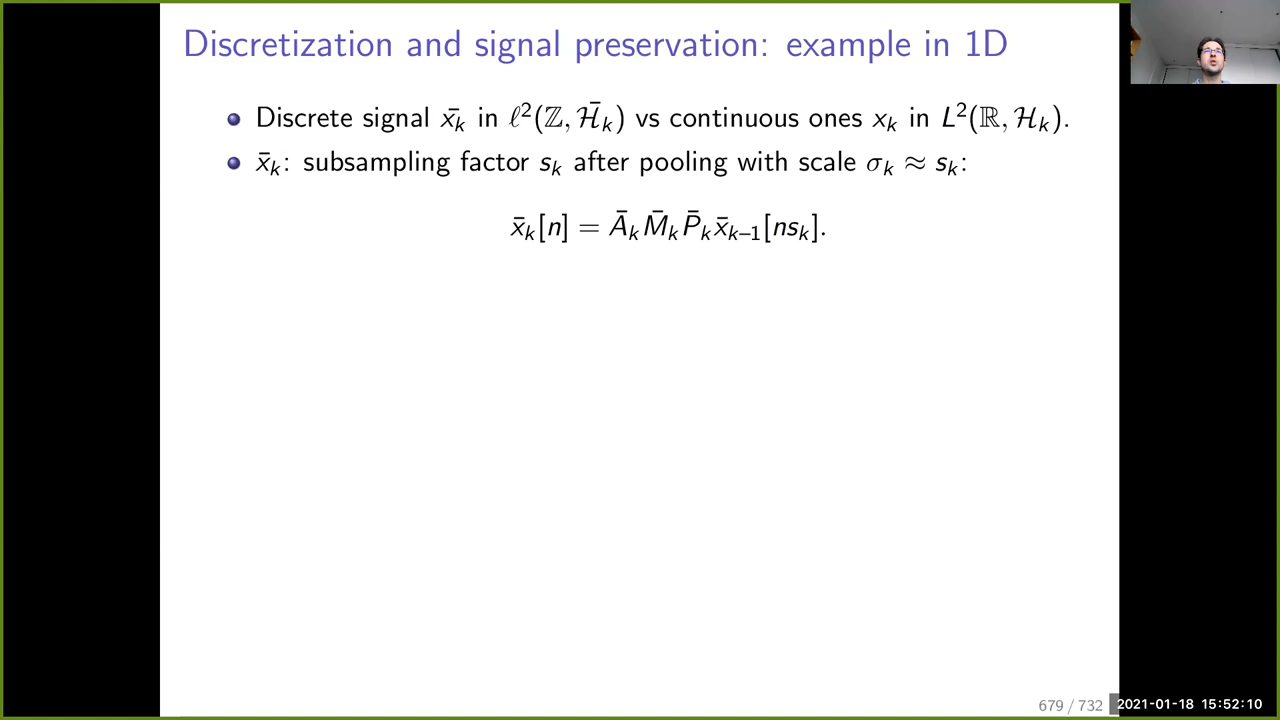 Discretization and signal preservation: example in 1D
Discrete signal x̄ₖ in ℓ²(ℤ, ℋ̄ₖ) vs continuous ones xₖ in L²(ℝ, ℋₖ).
x̄ₖ: subsampling factor sₖ after pooling with scale σₖ ≈ sₖ:
x̄ₖ[n] = ĀₖM̄ₖP̄ₖx̄ₖ₋₁[nsₖ].
679 / 732
2021-01-18 15:52:10